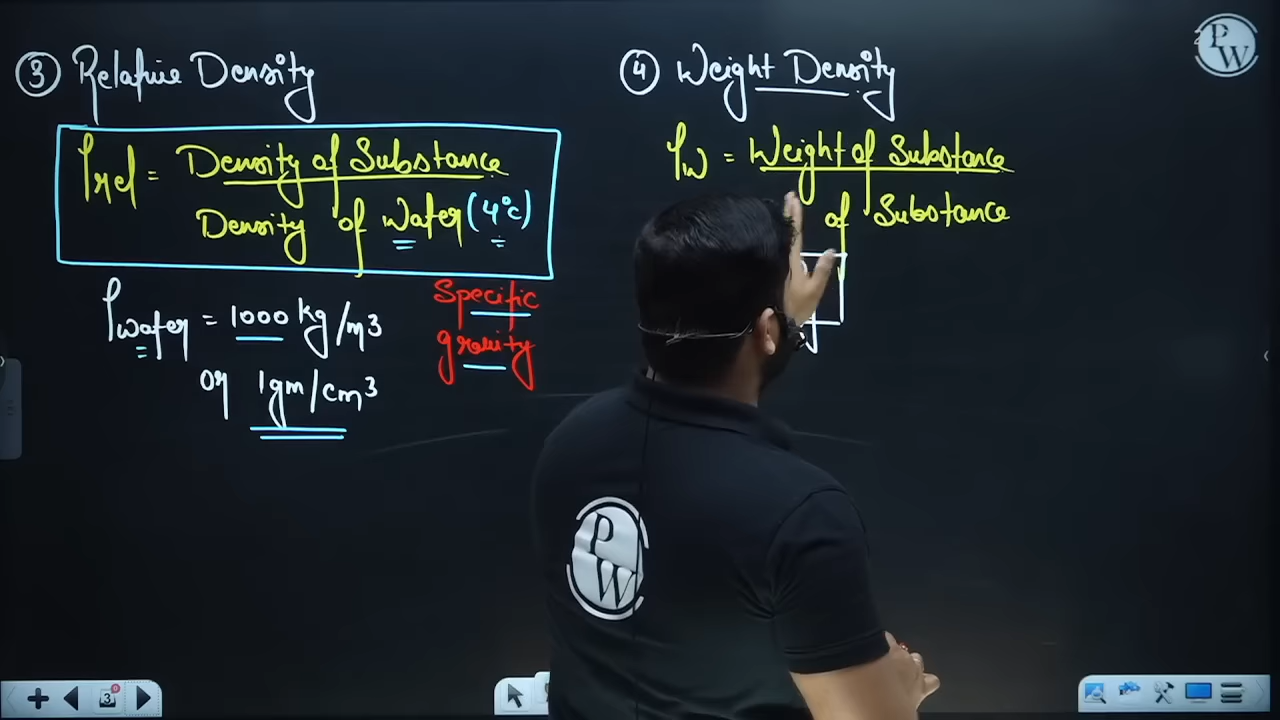 ③ Relative Density
ρrel = Density of Substance
Density of Water (4°c)
ρwater = 1000 kg/m3
or 1gm/cm3
Specific
gravity
④ Weight Density
ρw = Weight of Substance
of Substance
PW
PW
3